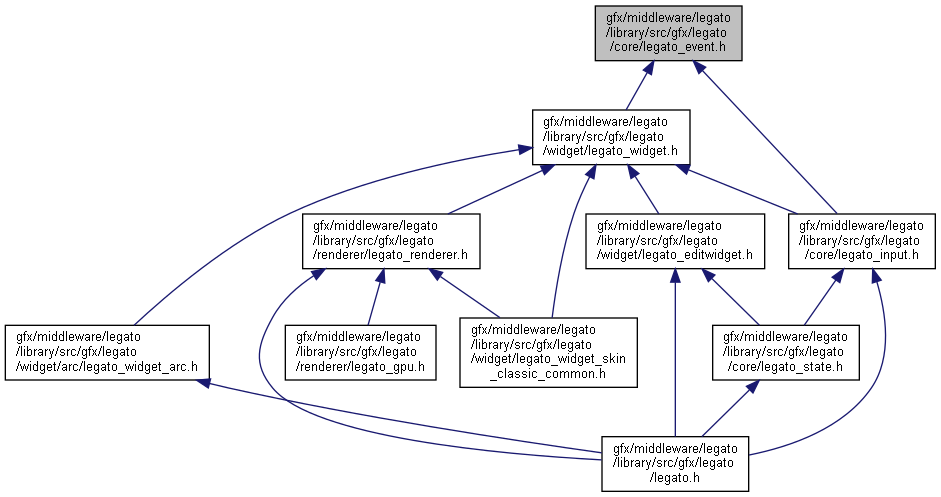 gfx/middleware/legato
/library/src/gfx/legato
/core/legato_event.h
gfx/middleware/legato
/library/src/gfx/legato
/widget/legato_widget.h
gfx/middleware/legato
/library/src/gfx/legato
/renderer/legato_renderer.h
gfx/middleware/legato
/library/src/gfx/legato
/widget/legato_editwidget.h
gfx/middleware/legato
/library/src/gfx/legato
/core/legato_input.h
gfx/middleware/legato
/library/src/gfx/legato
/widget/arc/legato_widget_arc.h
gfx/middleware/legato
/library/src/gfx/legato
/renderer/legato_gpu.h
gfx/middleware/legato
/library/src/gfx/legato
/widget/legato_widget_skin
_classic_common.h
gfx/middleware/legato
/library/src/gfx/legato
/core/legato_state.h
gfx/middleware/legato
/library/src/gfx/legato
/legato.h